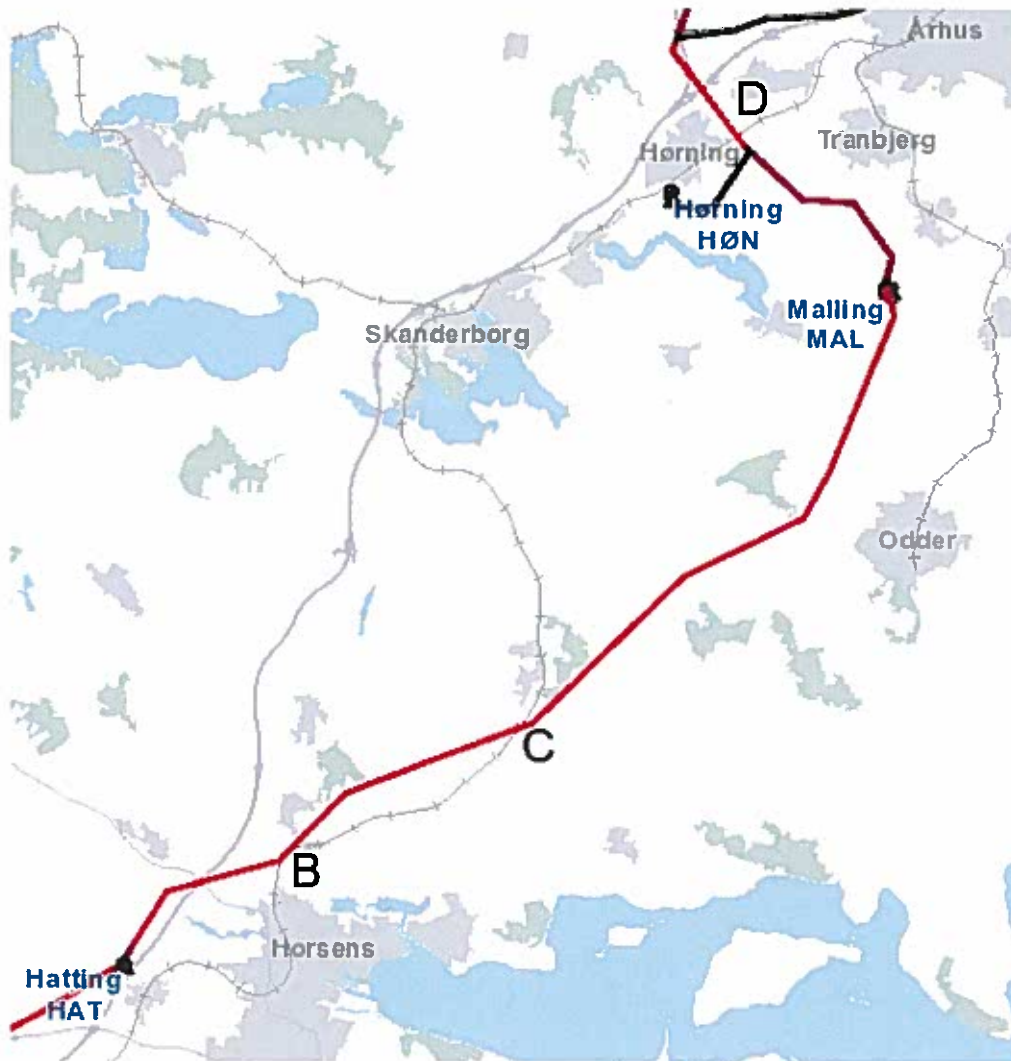 Århus
D
Tranbjerg
Hørning
Hørning
HØN
Malling
MAL
Skanderborg
Odder
C
B
Horsens
Hatting
HAT